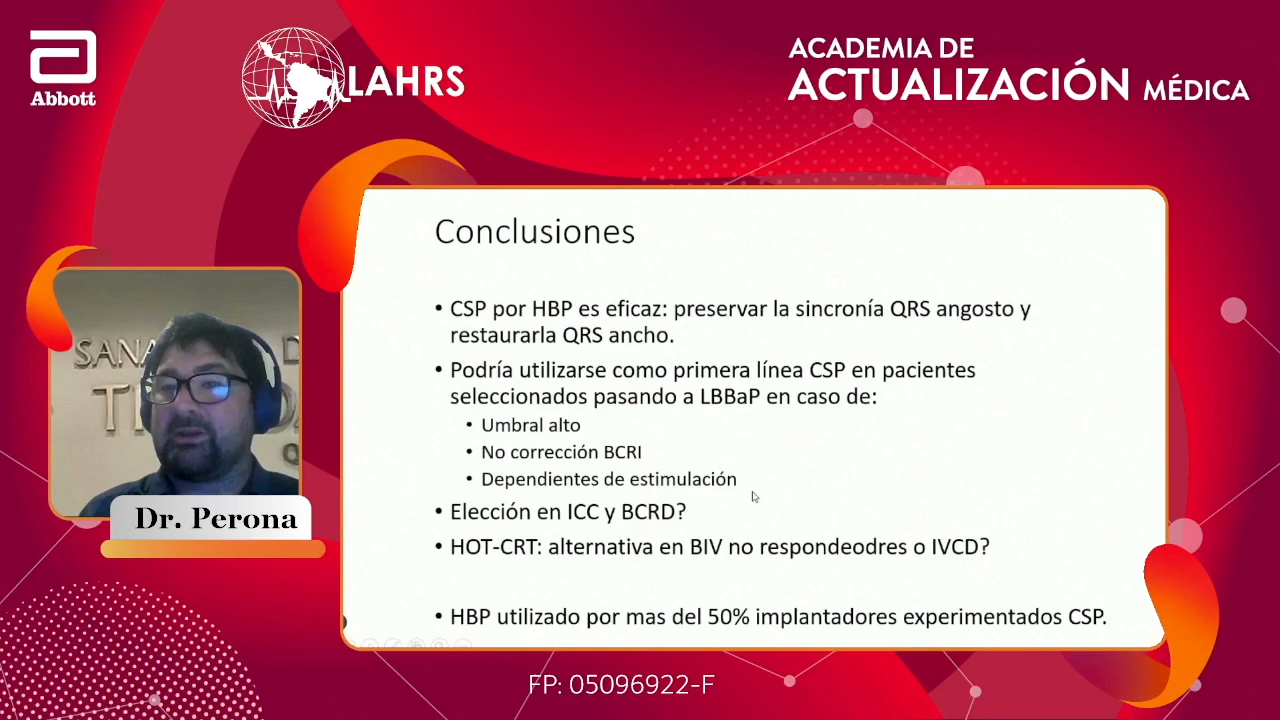 Abbott
LAHRS
ACADEMIA DE
ACTUALIZACIÓN MÉDICA
Conclusiones
• CSP por HBP es eficaz: preservar la sincronía QRS angosto y
restaurarla QRS ancho.
• Podría utilizarse como primera línea CSP en pacientes
seleccionados pasando a LBBaP en caso de:
• Umbral alto
• No corrección BCRI
• Dependientes de estimulación
• Elección en ICC y BCRD?
• HOT-CRT: alternativa en BIV no respondeodres o IVCD?
• HBP utilizado por mas del 50% implantadores experimentados CSP.
SANA
Dr. Perona
FP: 05096922-F